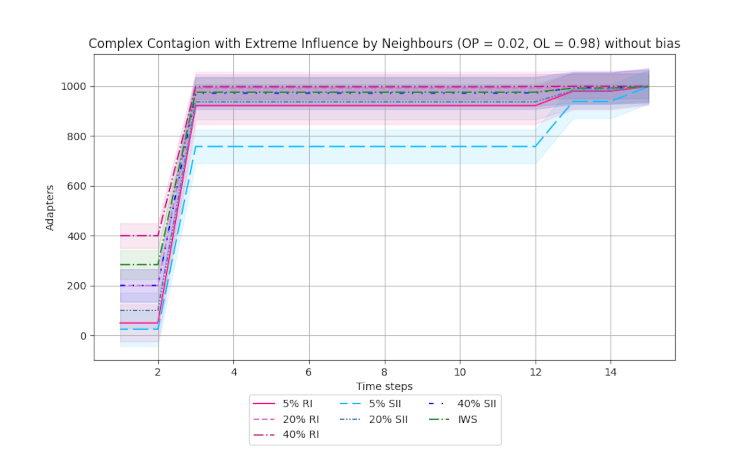 Complex Contagion with Extreme Influence by Neighbours (OP = 0.02, OL = 0.98) without bias
1000
800
600
400
200
0
Adapters
2 4 6 8 10 12 14
Time steps
5% RI 5% SII 40% SII
20% RI 20% SII IWS
40% RI